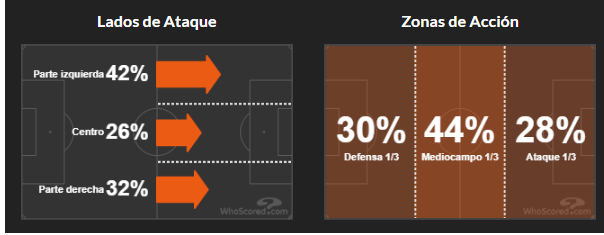 Lados de Ataque
Parte izquierda 42%
Centro 26%
Parte derecha 32%
WhoScored.com
Zonas de Acción
30% 44% 28%
Defensa 1/3 Mediocampo 1/3 Ataque 1/3
WhoScored.com